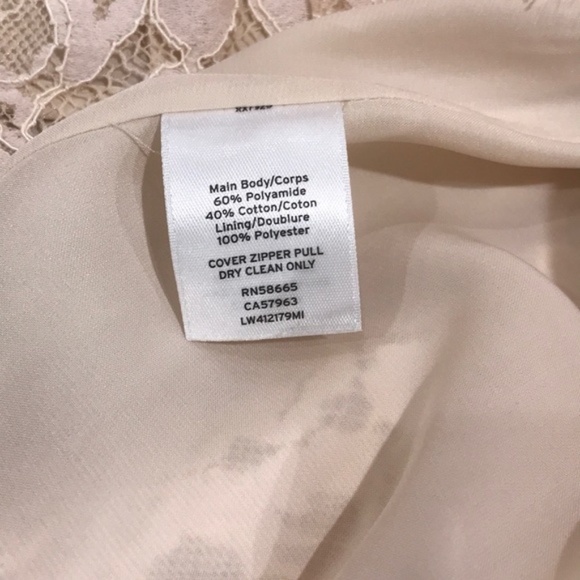 Main Body/Corps
60% Polyamide
40% Cotton/Coton
Lining/Doublure
100% Polyester
COVER ZIPPER PULL
DRY CLEAN ONLY
RN58665
CA57963
LW412179MI